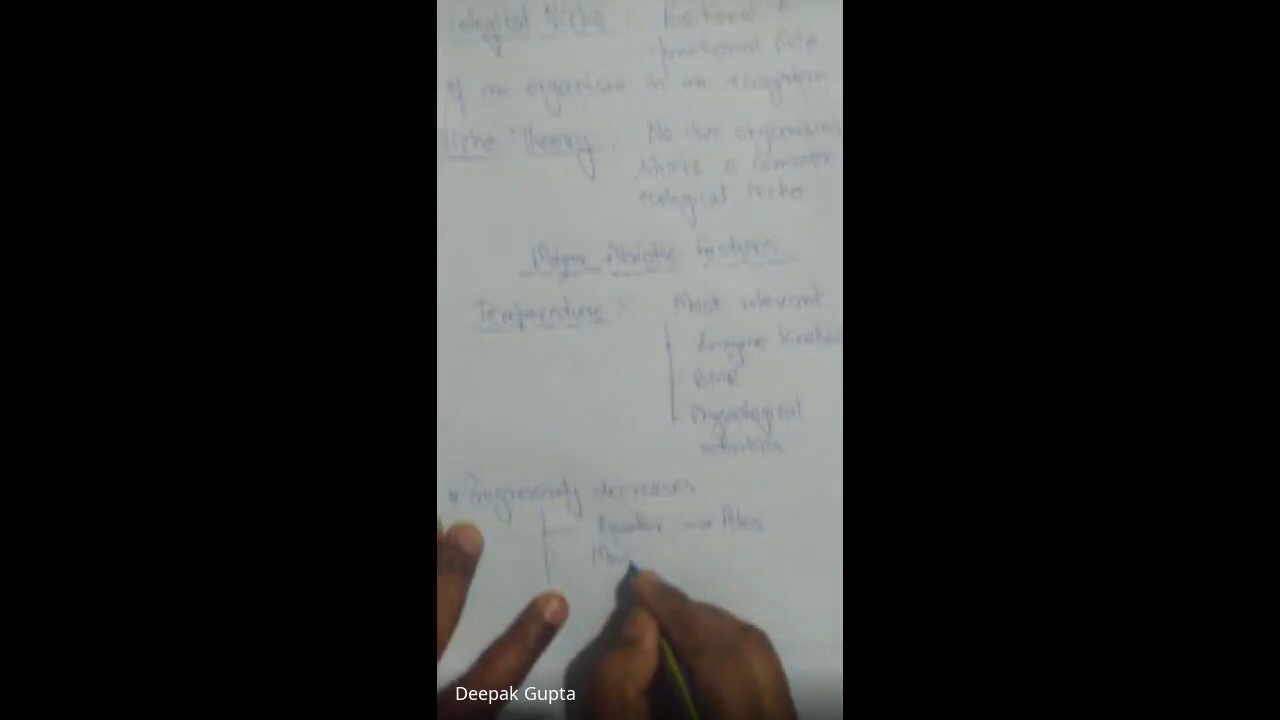 ological Niche : Positional &
functional Role
of an organism in an ecosystem
Niche Theory : No two organisms
share a common
ecological Niche
Major Abiotic Factors
Temperature : Most relevant
Enzyme Kinetics
BMR
Physiological
activities
* Progressively decreases
Equator → Poles
Deepak Gupta